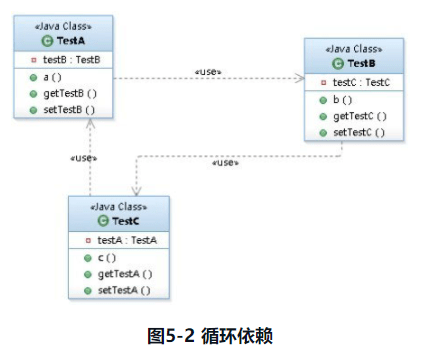 «Java Class»
TestA
testB : TestB
a ( )
getTestB ( )
setTestB ( )
«use»
«Java Class»
TestB
testC : TestC
b ( )
getTestC ( )
setTestC ( )
«use»
«use»
«Java Class»
TestC
testA : TestA
c ( )
getTestA ( )
setTestA ( )
图5-2 循环依赖